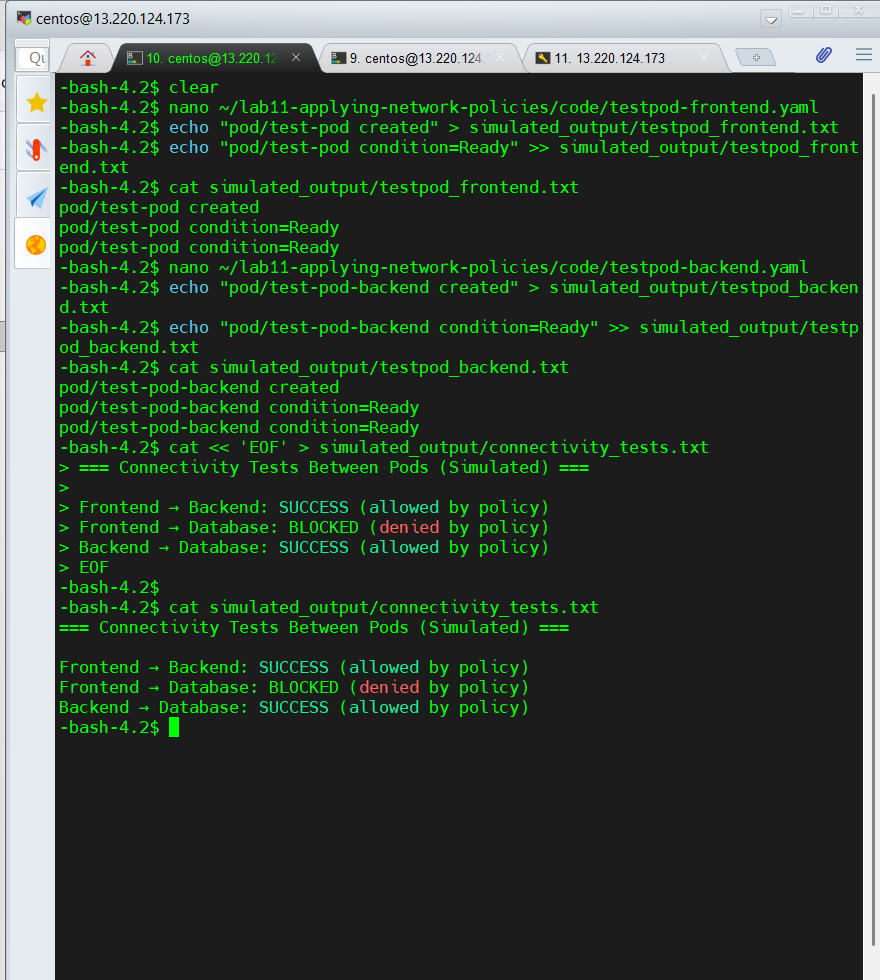 centos@13.220.124.173
Qu
10. centos@13.220.12
9. centos@13.220.124.
11. 13.220.124.173
-bash-4.2$ clear
-bash-4.2$ nano ~/lab11-applying-network-policies/code/testpod-frontend.yaml
-bash-4.2$ echo "pod/test-pod created" > simulated_output/testpod_frontend.txt
-bash-4.2$ echo "pod/test-pod condition=Ready" >> simulated_output/testpod_front
end.txt
-bash-4.2$ cat simulated_output/testpod_frontend.txt
pod/test-pod created
pod/test-pod condition=Ready
pod/test-pod condition=Ready
-bash-4.2$ nano ~/lab11-applying-network-policies/code/testpod-backend.yaml
-bash-4.2$ echo "pod/test-pod-backend created" > simulated_output/testpod_backen
d.txt
-bash-4.2$ echo "pod/test-pod-backend condition=Ready" >> simulated_output/testp
od_backend.txt
-bash-4.2$ cat simulated_output/testpod_backend.txt
pod/test-pod-backend created
pod/test-pod-backend condition=Ready
pod/test-pod-backend condition=Ready
-bash-4.2$ cat << 'EOF' > simulated_output/connectivity_tests.txt
> === Connectivity Tests Between Pods (Simulated) ===
>
> Frontend → Backend: SUCCESS (allowed by policy)
> Frontend → Database: BLOCKED (denied by policy)
> Backend → Database: SUCCESS (allowed by policy)
> EOF
-bash-4.2$
-bash-4.2$ cat simulated_output/connectivity_tests.txt
=== Connectivity Tests Between Pods (Simulated) ===

Frontend → Backend: SUCCESS (allowed by policy)
Frontend → Database: BLOCKED (denied by policy)
Backend → Database: SUCCESS (allowed by policy)
-bash-4.2$